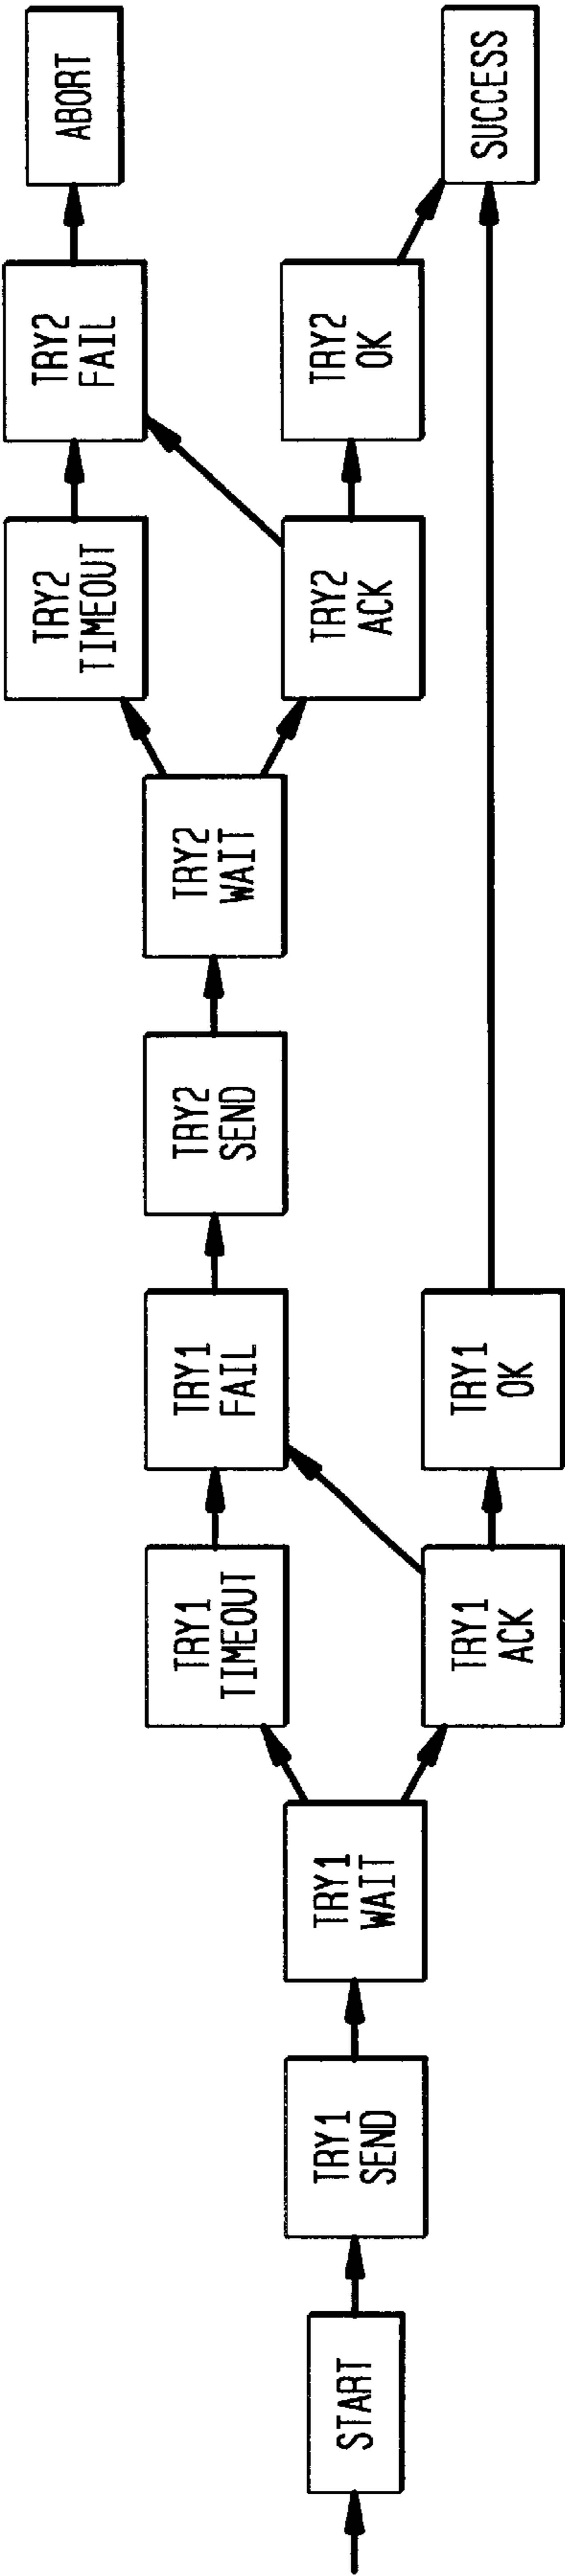 START
TRY1
SEND
TRY1
WAIT
TRY1
TIMEOUT
TRY1
ACK
TRY1
FAIL
TRY1
OK
TRY2
SEND
TRY2
WAIT
TRY2
TIMEOUT
TRY2
ACK
TRY2
FAIL
TRY2
OK
ABORT
SUCCESS